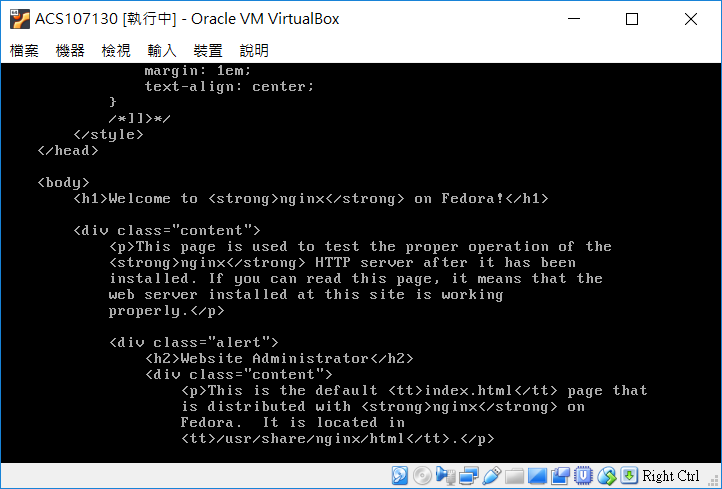 ACS107130 [執行中] - Oracle VM VirtualBox
檔案 機器 檢視 輸入 裝置 說明
                margin: 1em;
                text-align: center;
            }
            /*]]>*/
        </style>
    </head>

    <body>
        <h1>Welcome to <strong>nginx</strong> on Fedora!</h1>

        <div class="content">
            <p>This page is used to test the proper operation of the
            <strong>nginx</strong> HTTP server after it has been
            installed. If you can read this page, it means that the
            web server installed at this site is working
            properly.</p>

            <div class="alert">
                <h2>Website Administrator</h2>
                <div class="content">
                    <p>This is the default <tt>index.html</tt> page that
                    is distributed with <strong>nginx</strong> on
                    Fedora.  It is located in
                    <tt>/usr/share/nginx/html</tt>.</p>
Right Ctrl